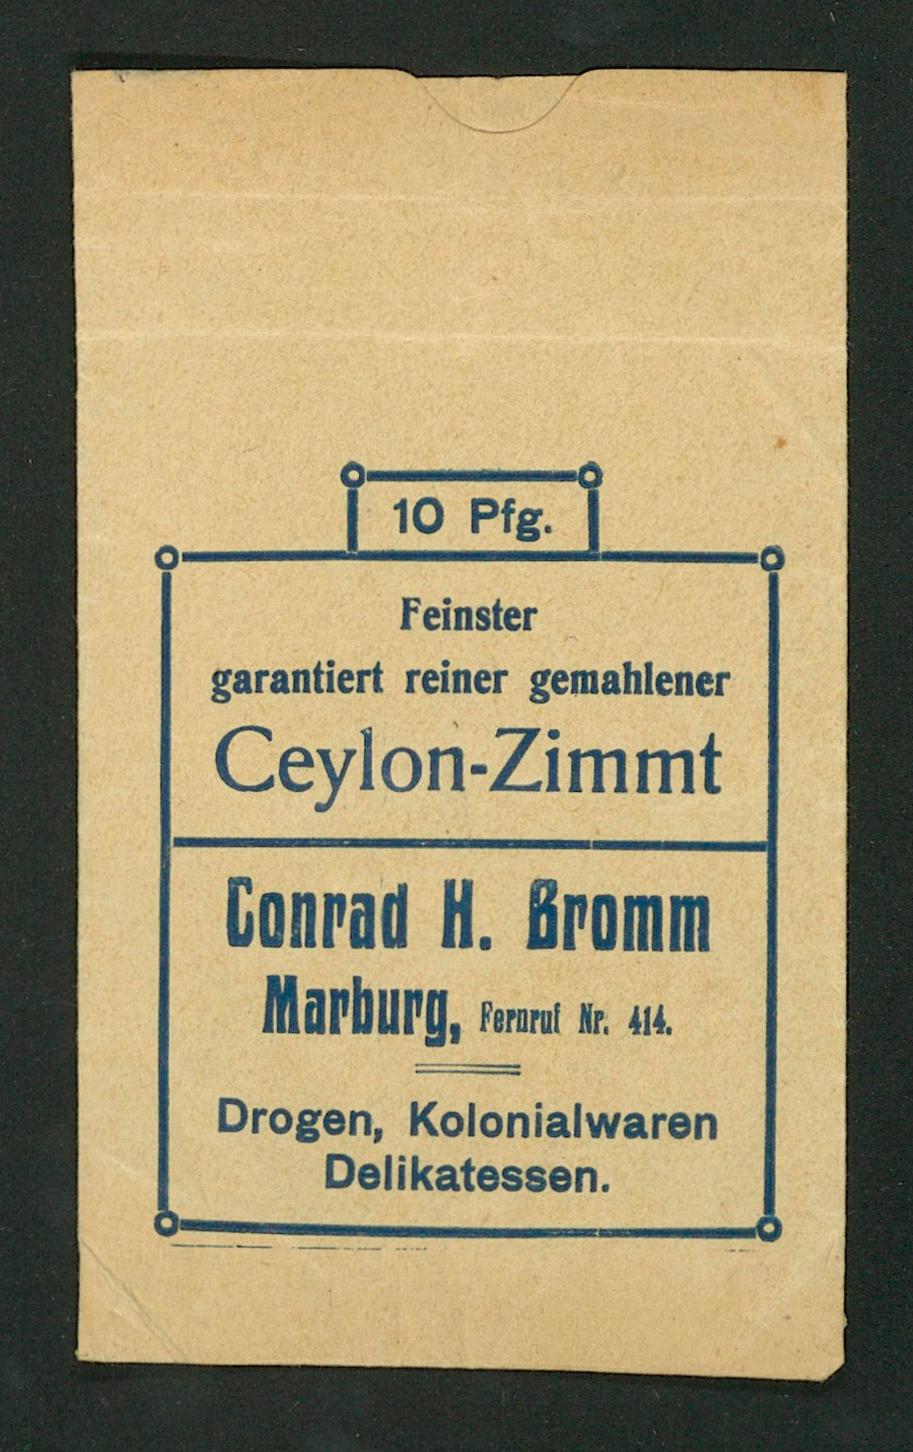 10 Pfg.
Feinster
garantiert reiner gemahlener
Ceylon-Zimmt
Conrad H. Bromm
Marburg, Fernruf Nr. 414.
Drogen, Kolonialwaren
Delikatessen.